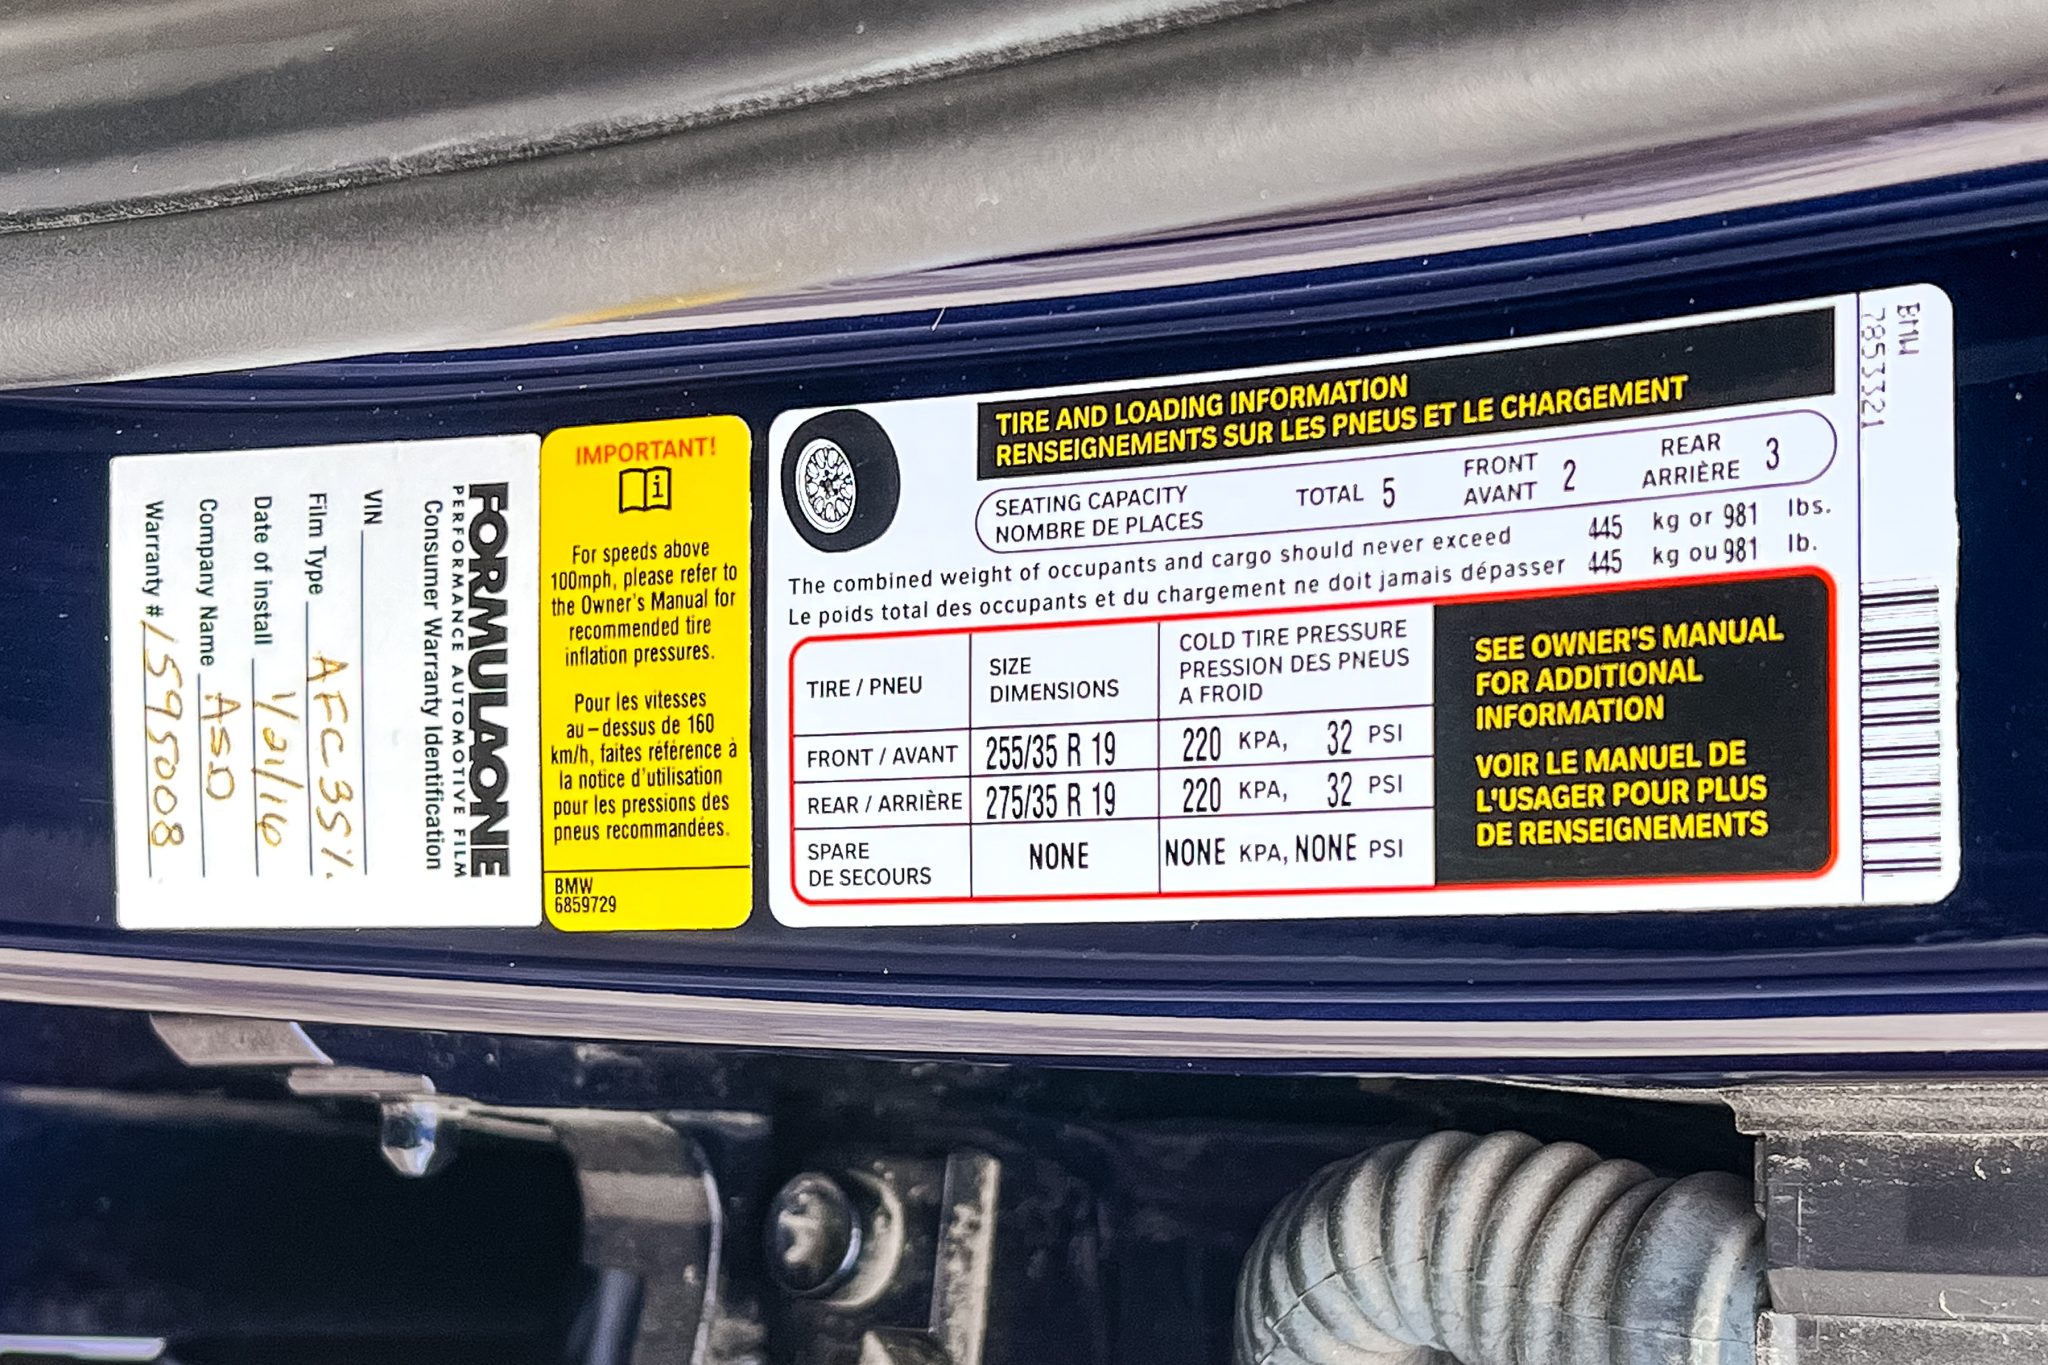 FORMULAONE
PERFORMANCE AUTOMOTIVE FILM
Consumer Warranty Identification
VIN
Film Type AFC 35%
Date of install 1/21/16
Company Name ASD
Warranty # 1595008
IMPORTANT!
i
For speeds above
100mph, please refer to
the Owner's Manual for
recommended tire
inflation pressures.
Pour les vitesses
au-dessus de 160
km/h, faites référence à
la notice d'utilisation
pour les pressions des
pneus recommandées.
BMW
6859729
TIRE AND LOADING INFORMATION
RENSEIGNEMENTS SUR LES PNEUS ET LE CHARGEMENT
SEATING CAPACITY TOTAL 5 FRONT 2 REAR 3
NOMBRE DE PLACES AVANT ARRIÈRE
The combined weight of occupants and cargo should never exceed 445 kg or 981 lbs.
Le poids total des occupants et du chargement ne doit jamais dépasser 445 kg ou 981 lb.
TIRE / PNEU SIZE DIMENSIONS COLD TIRE PRESSURE PRESSION DES PNEUS A FROID
FRONT / AVANT 255/35 R 19 220 KPA, 32 PSI
REAR / ARRIÈRE 275/35 R 19 220 KPA, 32 PSI
SPARE DE SECOURS NONE NONE KPA, NONE PSI
SEE OWNER'S MANUAL
FOR ADDITIONAL
INFORMATION
VOIR LE MANUEL DE
L'USAGER POUR PLUS
DE RENSEIGNEMENTS
BMW
7853321